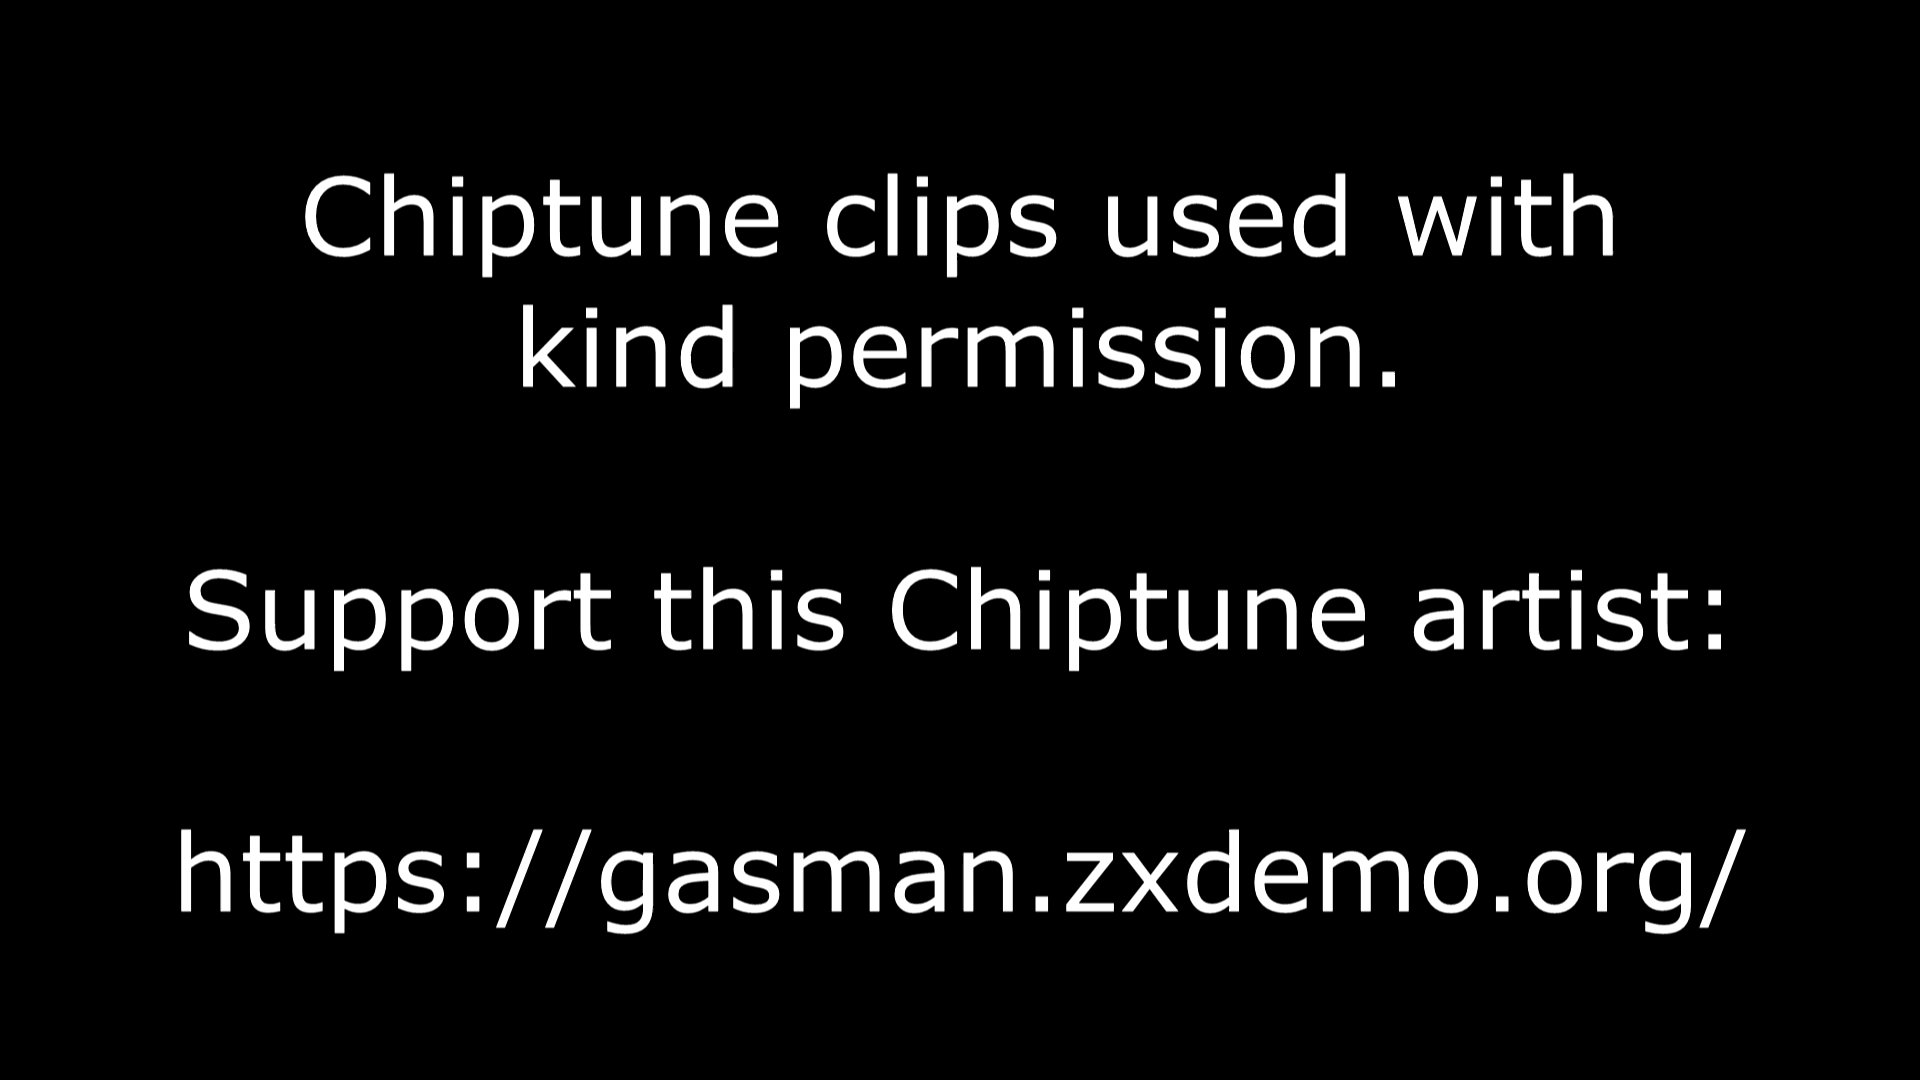 Chiptune clips used with
kind permission.
Support this Chiptune artist:
https://gasman.zxdemo.org/